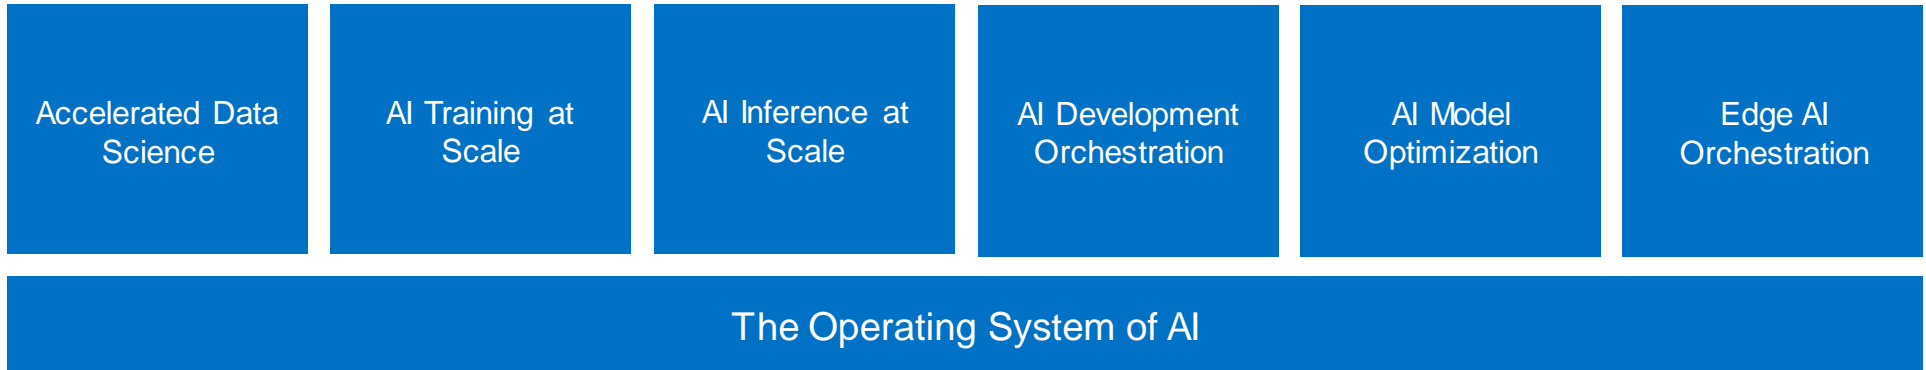 Accelerated Data
Science
AI Training at
Scale
AI Inference at
Scale
AI Development
Orchestration
AI Model
Optimization
Edge AI
Orchestration
The Operating System of AI